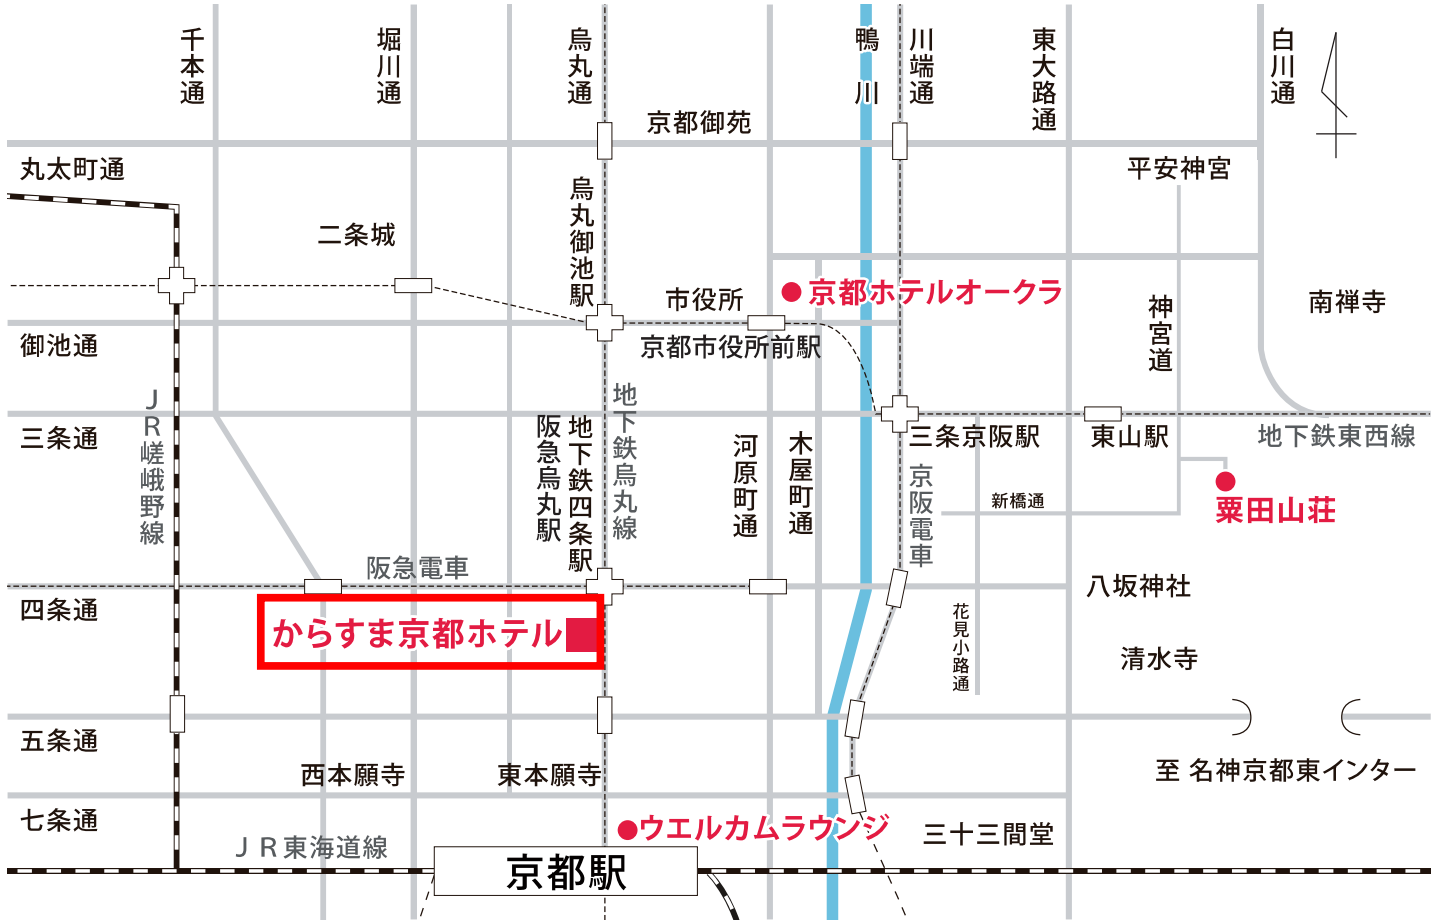 千本通
堀川通
烏丸通
鴨川
川端通
東大路通
白川通
京都御苑
丸太町通
平安神宮
二条城
烏丸御池駅
市役所
京都ホテルオークラ
神宮道
南禅寺
御池通
京都市役所前駅
JR嵯峨野線
地下鉄烏丸線
三条通
阪急烏丸駅
地下鉄四条駅
河原町通
木屋町通
三条京阪駅
東山駅
地下鉄東西線
京阪電車
新橋通
粟田山荘
阪急電車
四条通
八坂神社
からすま京都ホテル
花見小路通
清水寺
五条通
西本願寺
東本願寺
至 名神京都東インター
七条通
ウエルカムラウンジ
三十三間堂
JR東海道線
京都駅